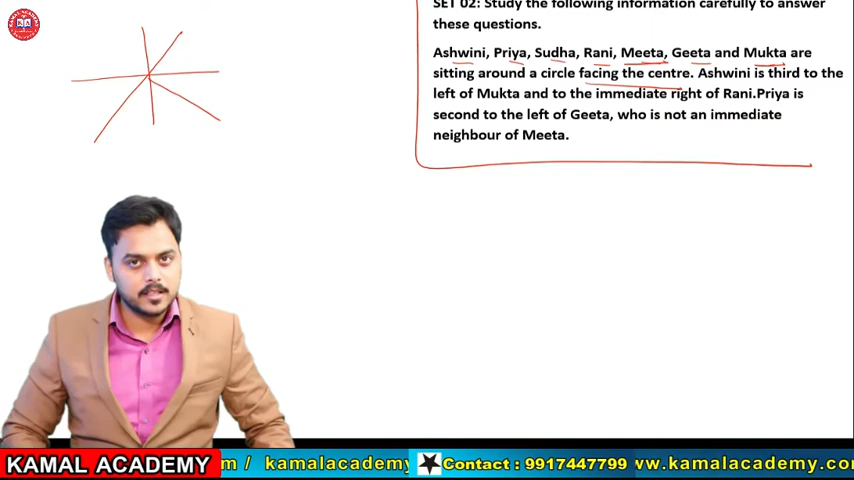 KAMAL ACADEMY
SET 02: Study the following information carefully to answer
these questions.
Ashwini, Priya, Sudha, Rani, Meeta, Geeta and Mukta are
sitting around a circle facing the centre. Ashwini is third to the
left of Mukta and to the immediate right of Rani.Priya is
second to the left of Geeta, who is not an immediate
neighbour of Meeta.
KAMAL ACADEMY m / kamalacademy Contact : 9917447799 vw.kamalacademy.co